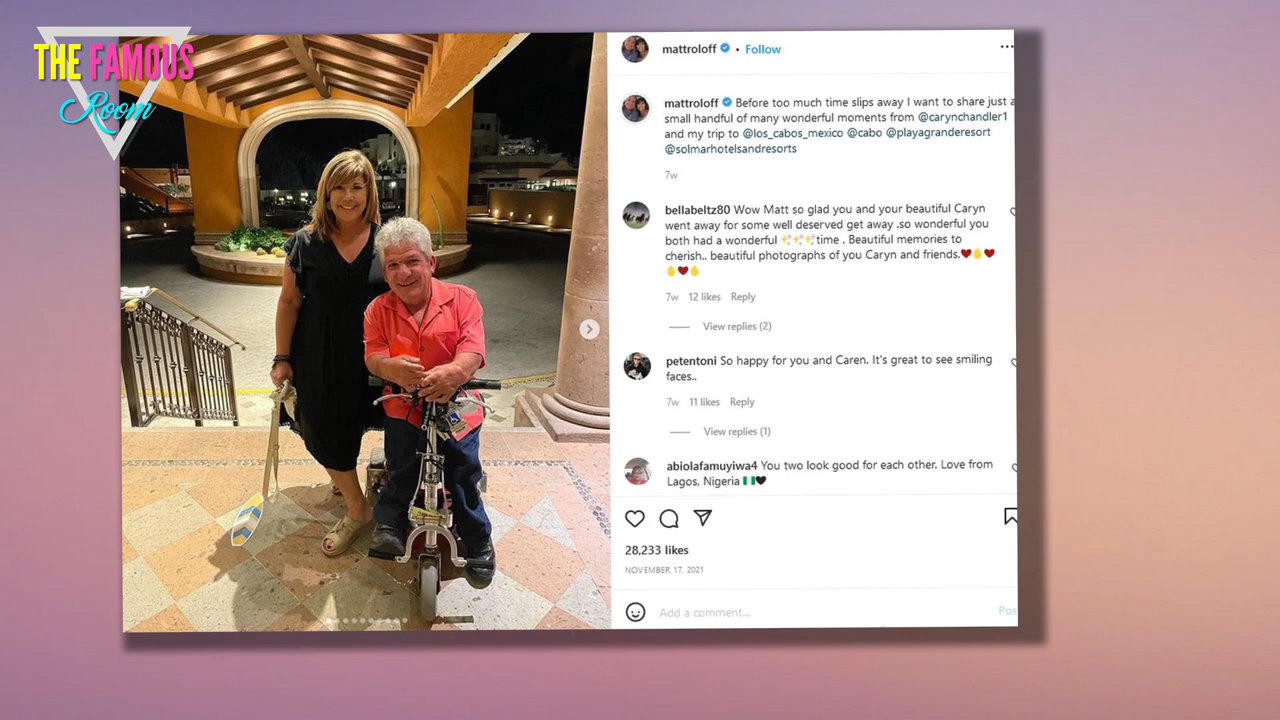 THE FAMOUS
Room
mattroloff • Follow
mattroloff Before too much time slips away I want to share just a
small handful of many wonderful moments from @carynchandler1
and my trip to @los_cabos_mexico @cabo @playagranderesort
@solmarhotelsandresorts
7w
bellabeltz80 Wow Matt so glad you and your beautiful Caryn
went away for some well deserved get away .so wonderful you
both had a wonderful ✨✨✨time . Beautiful memories to
cherish.. beautiful photographs of you Caryn and friends.
7w 12 likes Reply
View replies (2)
petentoni So happy for you and Caren. It's great to see smiling
faces..
7w 11 likes Reply
View replies (1)
abiolafamuyiwa4 You two look good for each other. Love from
Lagos, Nigeria 🇳🇬🖤
28,233 likes
NOVEMBER 17, 2021
Add a comment... Pos